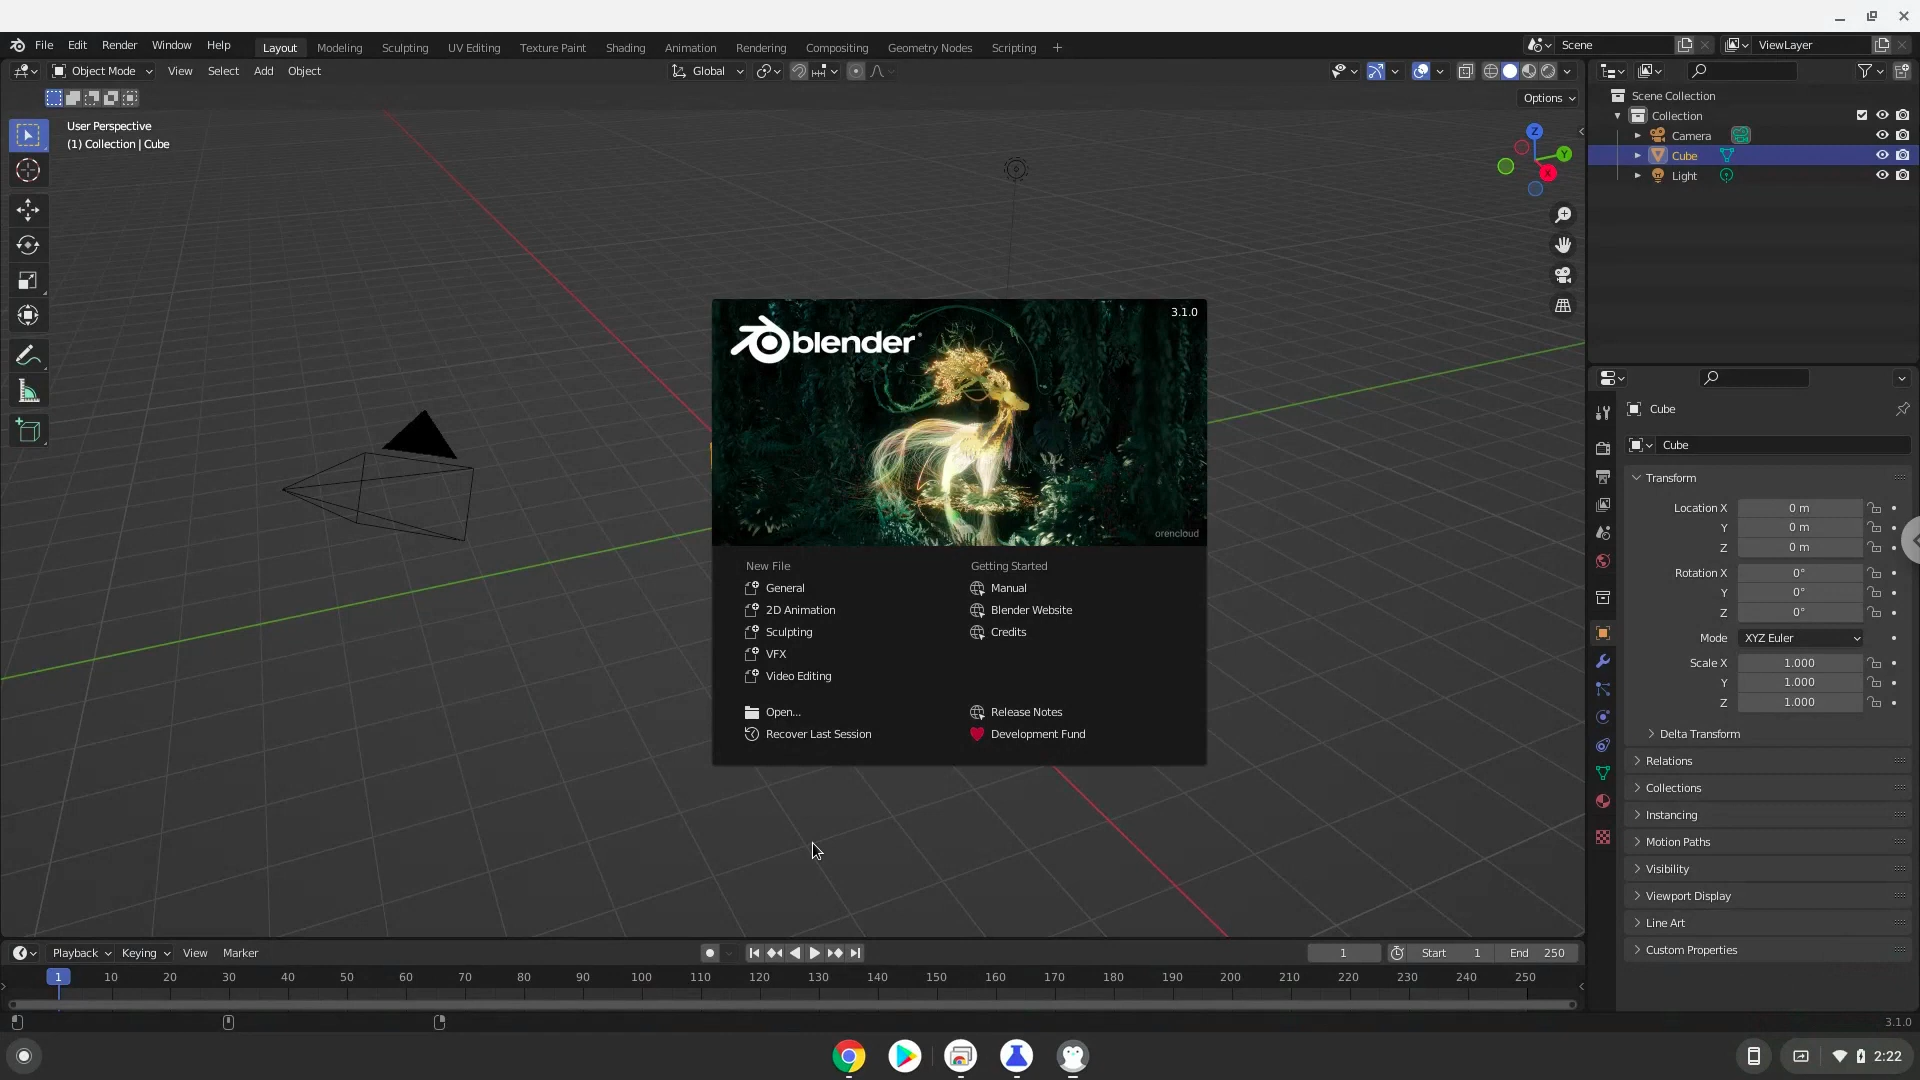 File Edit Render Window Help Layout Modeling Sculpting UV Editing Texture Paint Shading Animation Rendering Compositing Geometry Nodes Scripting + Scene ViewLayer
Object Mode View Select Add Object Global
Options
User Perspective
(1) Collection | Cube
Z
Y
X
Scene Collection
Collection
Camera
Cube
Light
blender
3.1.0
orencloud
New File
General
2D Animation
Sculpting
VFX
Video Editing
Open...
Recover Last Session
Getting Started
Manual
Blender Website
Credits
Release Notes
Development Fund
Cube
Cube
Transform
Location X 0 m
Y 0 m
Z 0 m
Rotation X 0°
Y 0°
Z 0°
Mode XYZ Euler
Scale X 1.000
Y 1.000
Z 1.000
Delta Transform
Relations
Collections
Instancing
Motion Paths
Visibility
Viewport Display
Line Art
Custom Properties
Playback Keying View Marker 1 Start 1 End 250
1 10 20 30 40 50 60 70 80 90 100 110 120 130 140 150 160 170 180 190 200 210 220 230 240 250
3.1.0
2:22